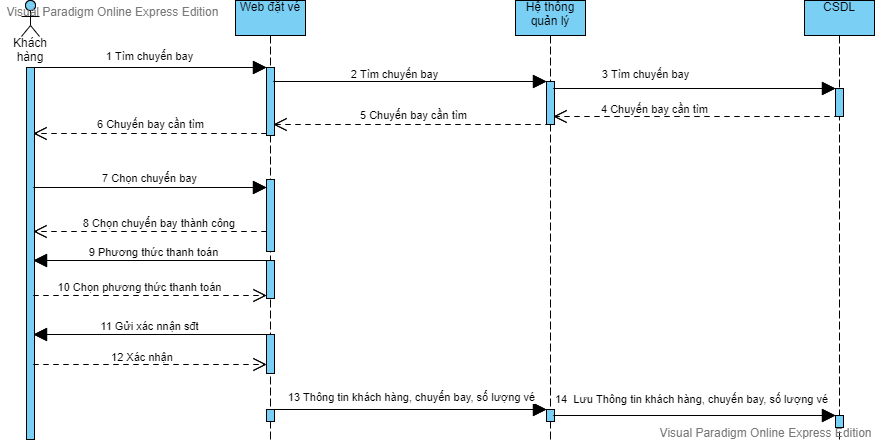 Visual Paradigm Online Express Edition
Web đặt vé
Hệ thống
quản lý
CSDL
Khách
hàng
1 Tìm chuyến bay
2 Tìm chuyến bay
3 Tìm chuyến bay
4 Chuyến bay cần tìm
5 Chuyến bay cần tìm
6 Chuyến bay cần tìm
7 Chọn chuyến bay
8 Chọn chuyến bay thành công
9 Phương thức thanh toán
10 Chọn phương thức thanh toán
11 Gửi xác nnhận sđt
12 Xác nhận
13 Thông tin khách hàng, chuyến bay, số lượng vé
14 Lưu Thông tin khách hàng, chuyến bay, số lượng vé
Visual Paradigm Online Express Edition